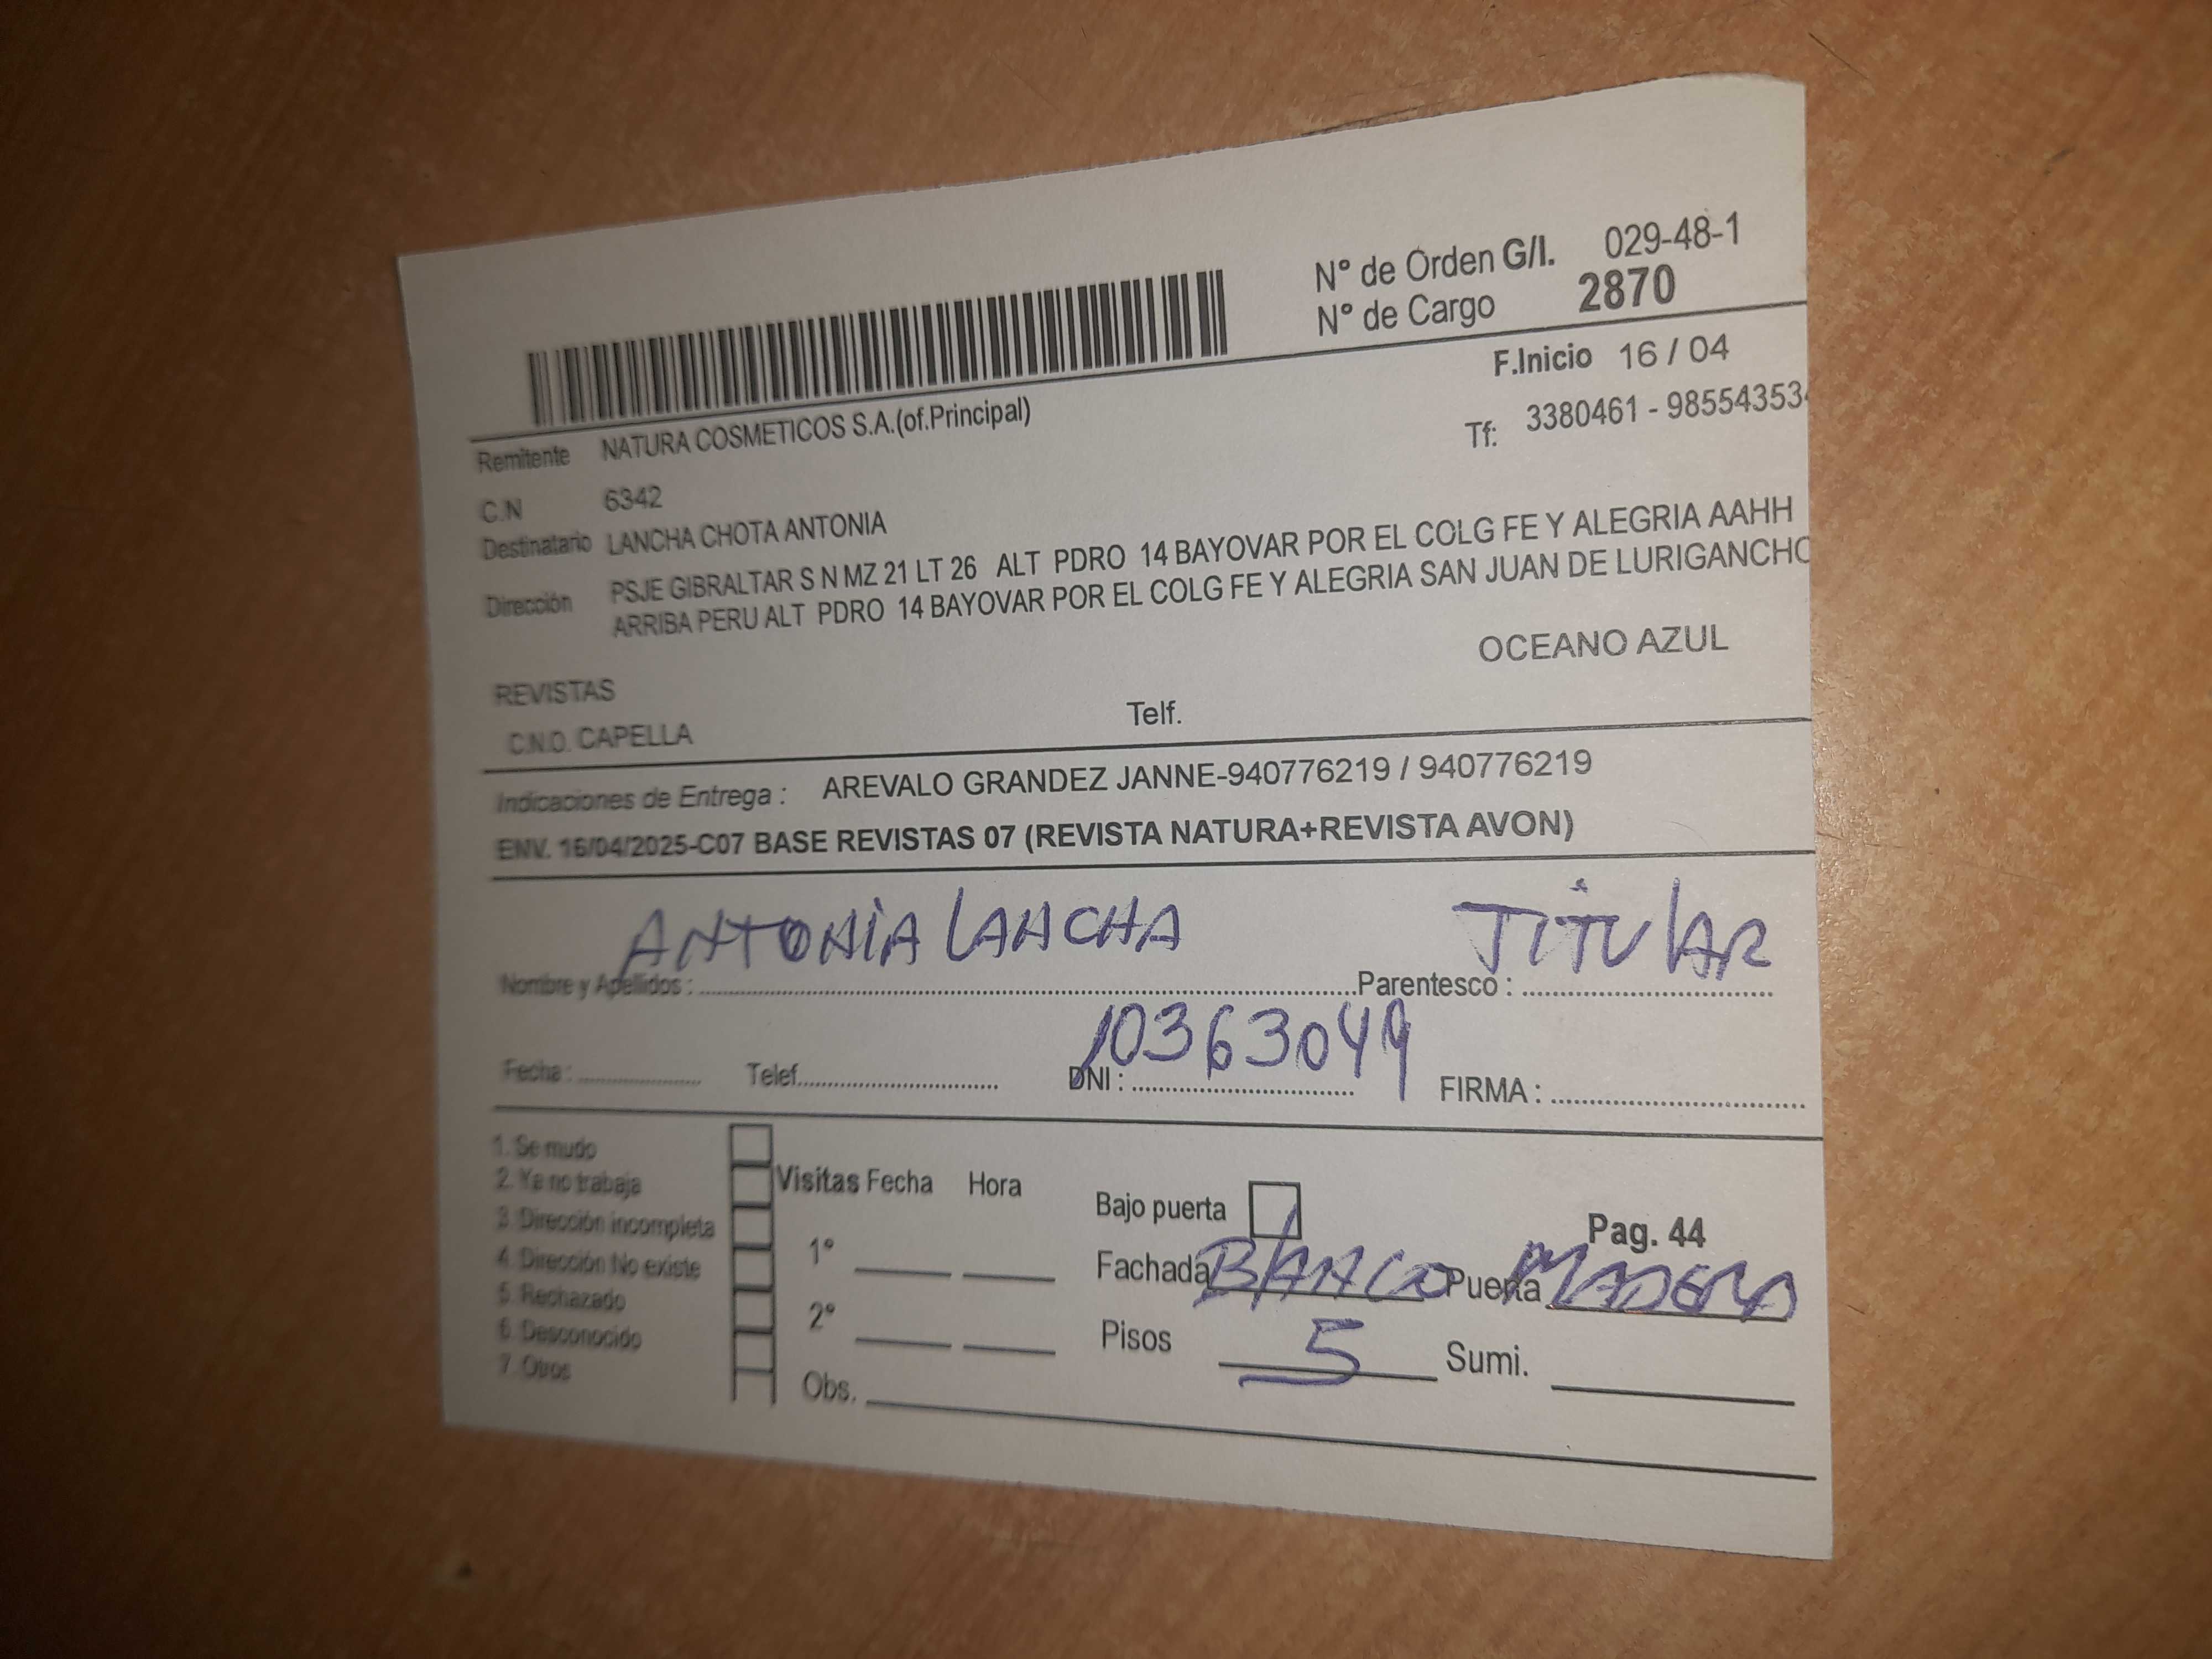 N° de Orden G/I. 029-48-1
N° de Cargo 2870
F.Inicio 16 / 04
Remitente NATURA COSMETICOS S.A.(of.Principal)
Tf: 3380461 - 98554353
C.N 6342
Destinatario LANCHA CHOTA ANTONIA
Dirección PSJE GIBRALTAR S N MZ 21 LT 26 ALT PDRO 14 BAYOVAR POR EL COLG FE Y ALEGRIA AAHH
ARRIBA PERU ALT PDRO 14 BAYOVAR POR EL COLG FE Y ALEGRIA SAN JUAN DE LURIGANCHO
OCEANO AZUL
REVISTAS
C.N.O. CAPELLA Telf.
Indicaciones de Entrega : AREVALO GRANDEZ JANNE-940776219 / 940776219
ENV. 16/04/2025-C07 BASE REVISTAS 07 (REVISTA NATURA+REVISTA AVON)
ANTONIA LANCHA TITULAR
Nombre y Apellidos : Parentesco :
10363049
Fecha : Telef. DNI : FIRMA :
1. Se mudo
2. Ya no trabaja
3. Dirección incompleta
4. Dirección No existe
5. Rechazado
6. Desconocido
7. Otros
Visitas Fecha Hora
1°
2°
Obs.
Bajo puerta
Pag. 44
Fachada BLANCO Puerta MADERA
Pisos 5 Sumi.